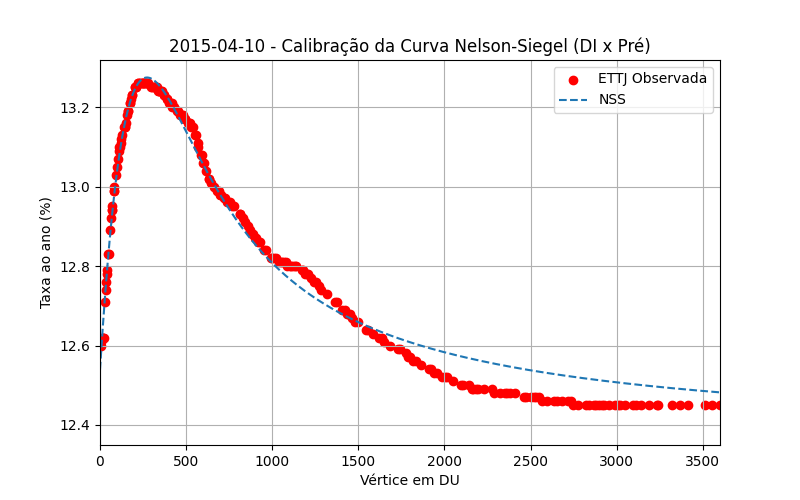 2015-04-10 - Calibração da Curva Nelson-Siegel (DI x Pré)
ETTJ Observada
NSS
Taxa ao ano (%)
13.2
13.0
12.8
12.6
12.4
0 500 1000 1500 2000 2500 3000 3500
Vértice em DU